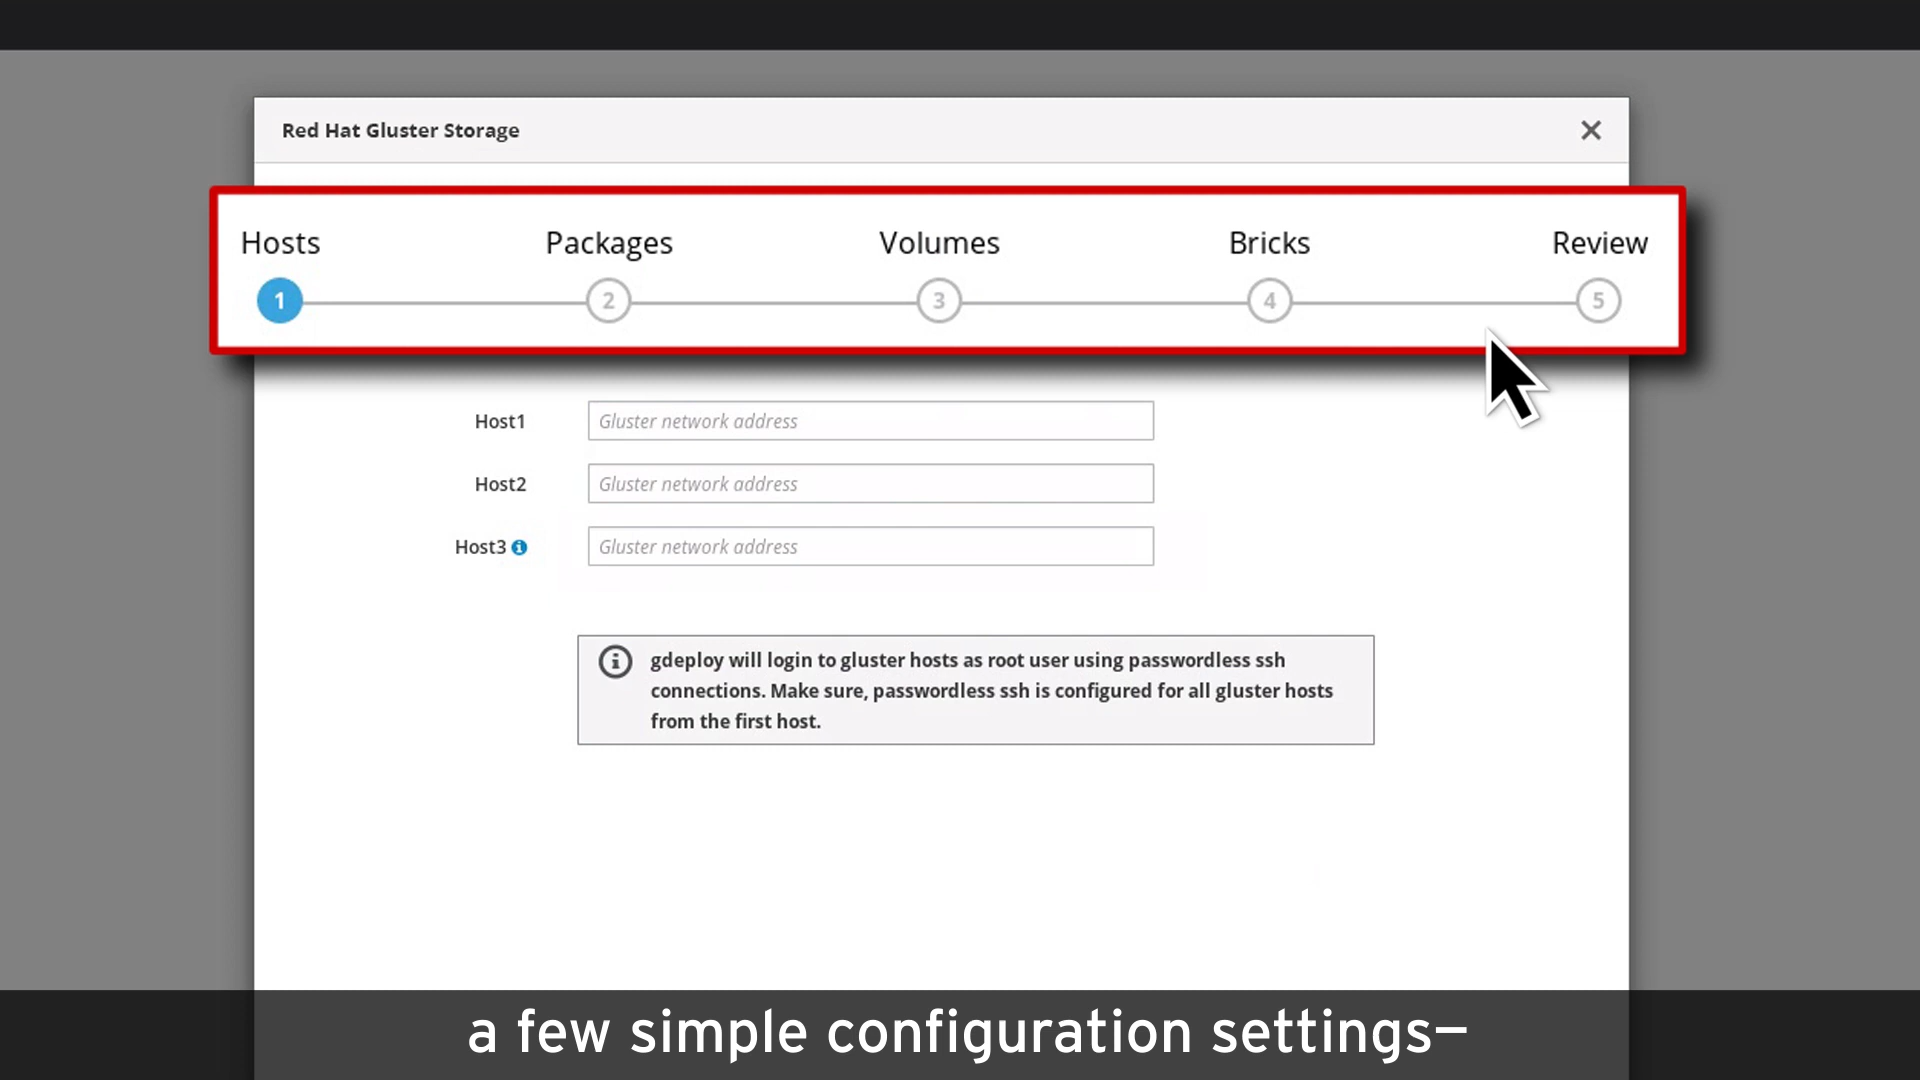 Red Hat Gluster Storage
Hosts Packages Volumes Bricks Review
1 2 3 4 5
Host1 Gluster network address
Host2 Gluster network address
Host3 Gluster network address
gdeploy will login to gluster hosts as root user using passwordless ssh
connections. Make sure, passwordless ssh is configured for all gluster hosts
from the first host.
a few simple configuration settings—